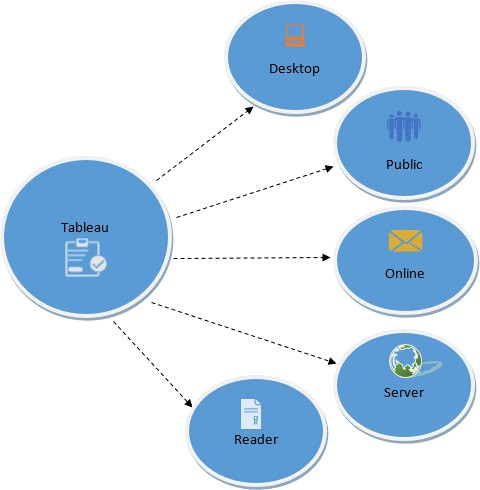 Desktop
Public
Tableau
Online
Server
Reader